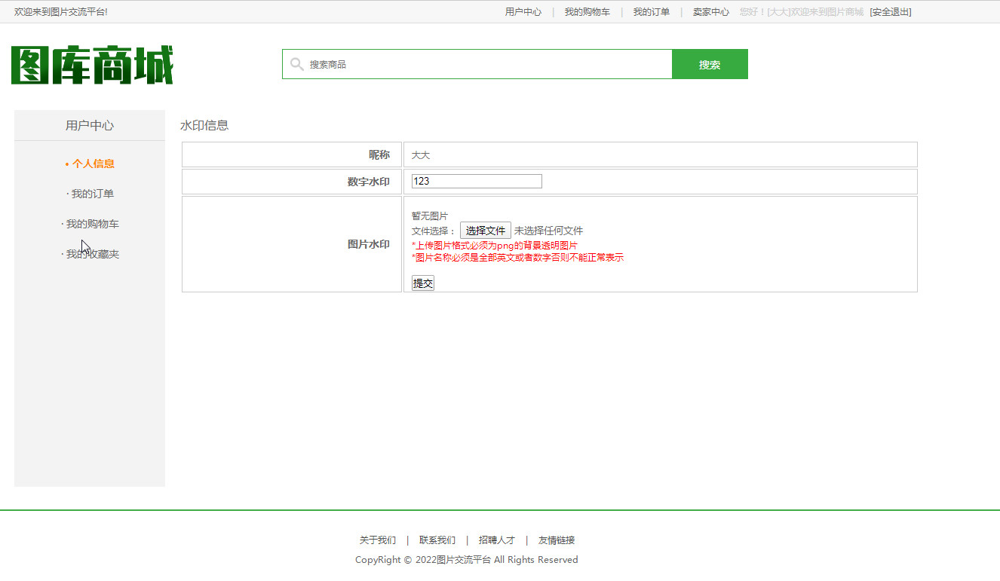 欢迎来到图片交流平台!
用户中心 | 我的购物车 | 我的订单 | 卖家中心 您好！[大大]欢迎来到图片商城 [安全退出]
图库商城
搜索商品 搜索
用户中心
• 个人信息
· 我的订单
· 我的购物车
· 我的收藏夹
水印信息
昵称 大大
数字水印 123
图片水印
暂无图片
文件选择： 选择文件 未选择任何文件
*上传图片格式必须为png的背景透明图片
*图片名称必须是全部英文或者数字否则不能正常表示
提交
关于我们 | 联系我们 | 招聘人才 | 友情链接
CopyRight © 2022图片交流平台 All Rights Reserved